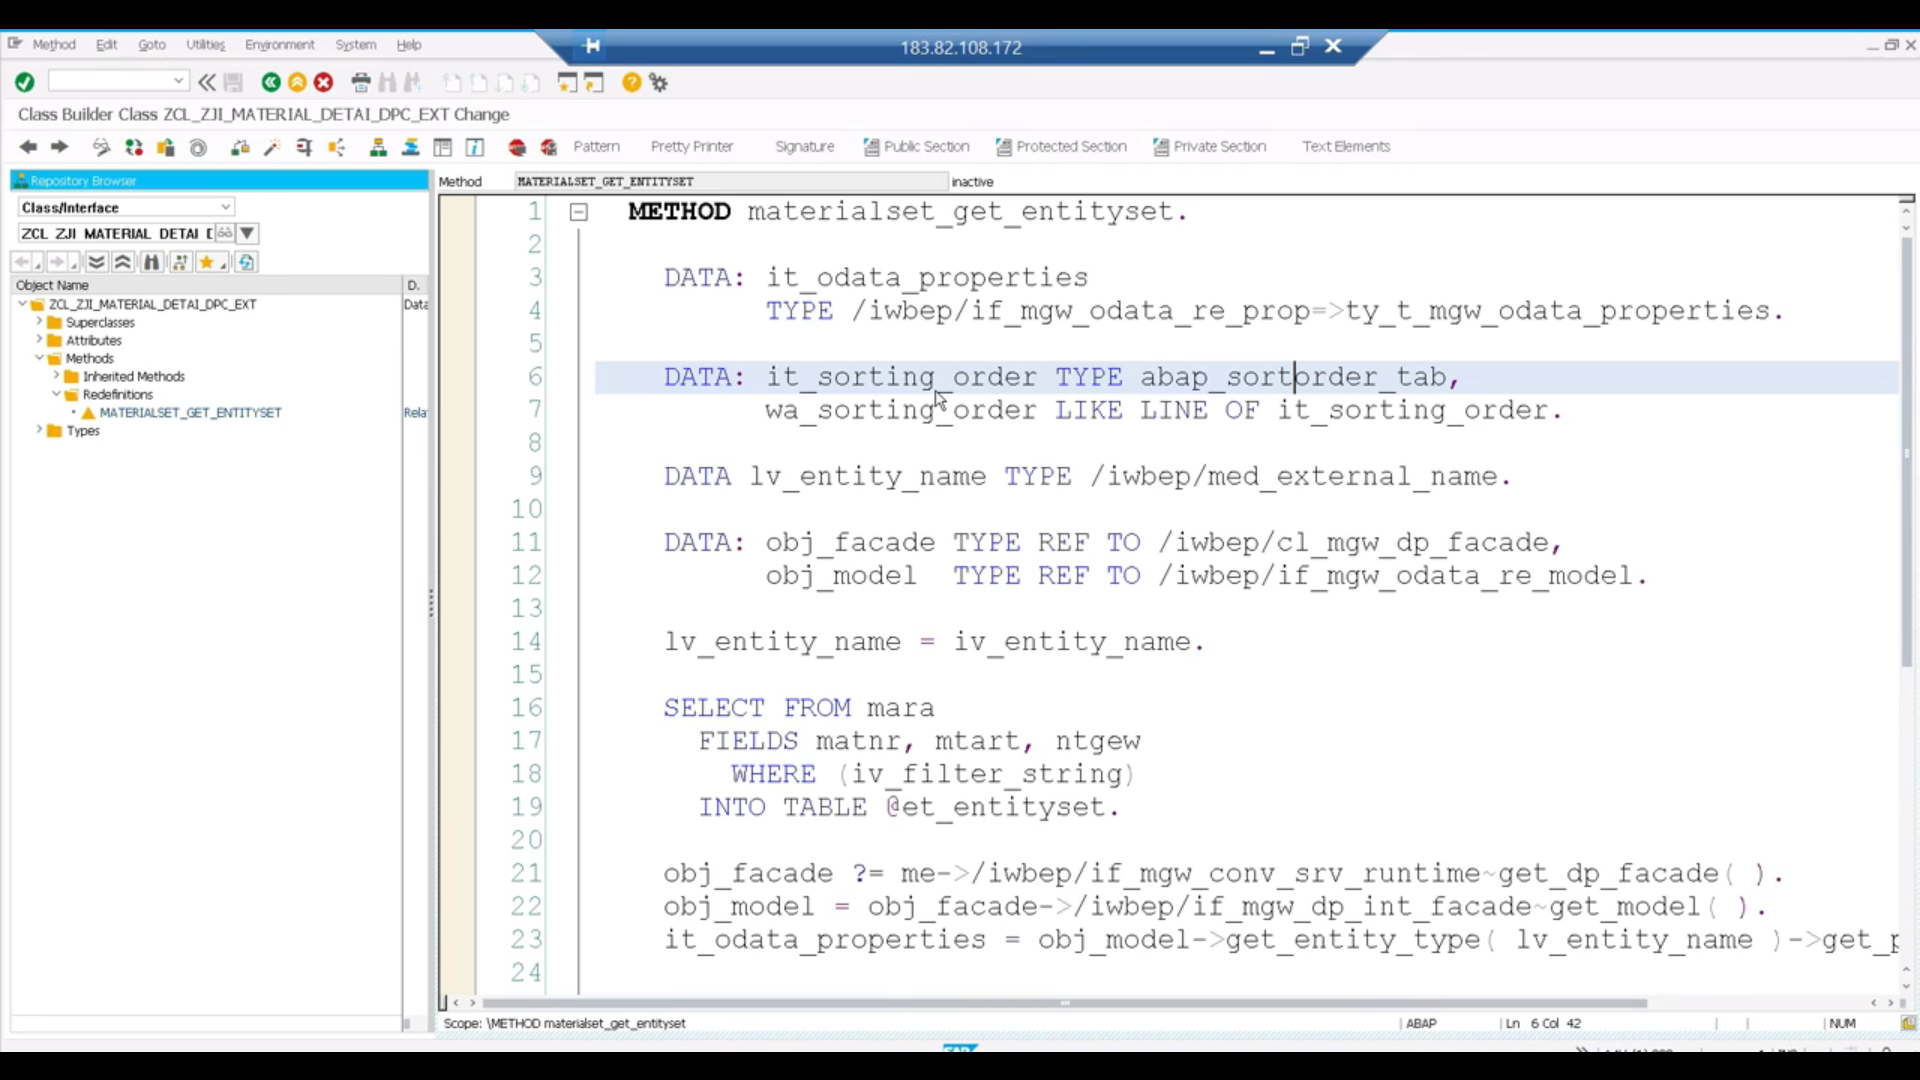 183.82.108.172
Method Edit Goto Utilities Environment System Help
Class Builder Class ZCL_ZJI_MATERIAL_DETAI_DPC_EXT Change
Pattern Pretty Printer Signature Public Section Protected Section Private Section Text Elements
Repository Browser
Class/Interface
ZCL_ZJI_MATERIAL_DETAI_D
Object Name D.
ZCL_ZJI_MATERIAL_DETAI_DPC_EXT Data
Superclasses
Attributes
Methods
Inherited Methods
Redefinitions
MATERIALSET_GET_ENTITYSET Rela
Types
Method MATERIALSET_GET_ENTITYSET inactive
1 METHOD materialset_get_entityset.
2
3 DATA: it_odata_properties
4 TYPE /iwbep/if_mgw_odata_re_prop=>ty_t_mgw_odata_properties.
5
6 DATA: it_sorting_order TYPE abap_sortorder_tab,
7 wa_sorting_order LIKE LINE OF it_sorting_order.
8
9 DATA lv_entity_name TYPE /iwbep/med_external_name.
10
11 DATA: obj_facade TYPE REF TO /iwbep/cl_mgw_dp_facade,
12 obj_model TYPE REF TO /iwbep/if_mgw_odata_re_model.
13
14 lv_entity_name = iv_entity_name.
15
16 SELECT FROM mara
17 FIELDS matnr, mtart, ntgew
18 WHERE (iv_filter_string)
19 INTO TABLE @et_entityset.
20
21 obj_facade ?= me->/iwbep/if_mgw_conv_srv_runtime~get_dp_facade( ).
22 obj_model = obj_facade->/iwbep/if_mgw_dp_int_facade~get_model( ).
23 it_odata_properties = obj_model->get_entity_type( lv_entity_name )->get_p
24
Scope: \METHOD materialset_get_entityset ABAP Ln 6 Col 42 NUM